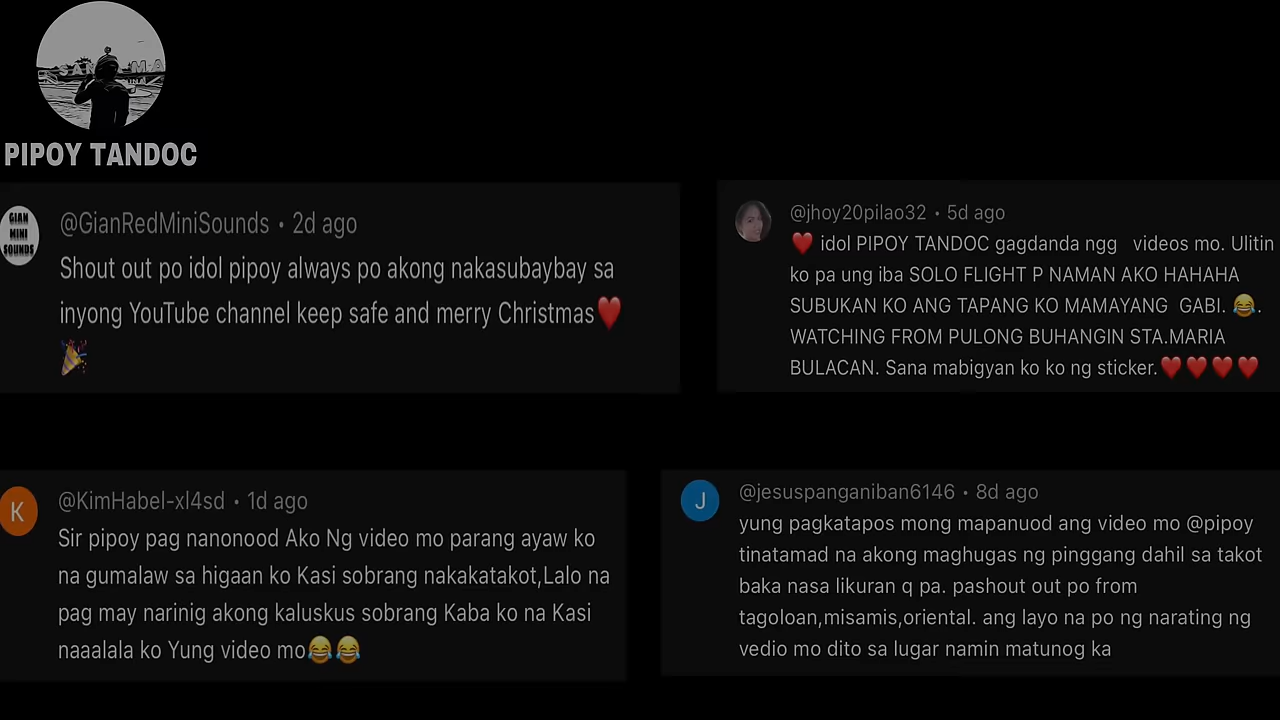 PIPOY TANDOC
GIAN
MINI
SOUNDS
@GianRedMiniSounds • 2d ago
Shout out po idol pipoy always po akong nakasubaybay sa
inyong YouTube channel keep safe and merry Christmas❤️
🎉
@jhoy20pilao32 • 5d ago
❤️ idol PIPOY TANDOC gagdanda ngg videos mo. Ulitin
ko pa ung iba SOLO FLIGHT P NAMAN AKO HAHAHA
SUBUKAN KO ANG TAPANG KO MAMAYANG GABI. 😂.
WATCHING FROM PULONG BUHANGIN STA.MARIA
BULACAN. Sana mabigyan ko ko ng sticker.❤️❤️❤️❤️
K
@KimHabel-xl4sd • 1d ago
Sir pipoy pag nanonood Ako Ng video mo parang ayaw ko
na gumalaw sa higaan ko Kasi sobrang nakakatakot,Lalo na
pag may narinig akong kaluskus sobrang Kaba ko na Kasi
naaalala ko Yung video mo😂😂
J
@jesuspanganiban6146 • 8d ago
yung pagkatapos mong mapanuod ang video mo @pipoy
tinatamad na akong maghugas ng pinggang dahil sa takot
baka nasa likuran q pa. pashout out po from
tagoloan,misamis,oriental. ang layo na po ng narating ng
vedio mo dito sa lugar namin matunog ka